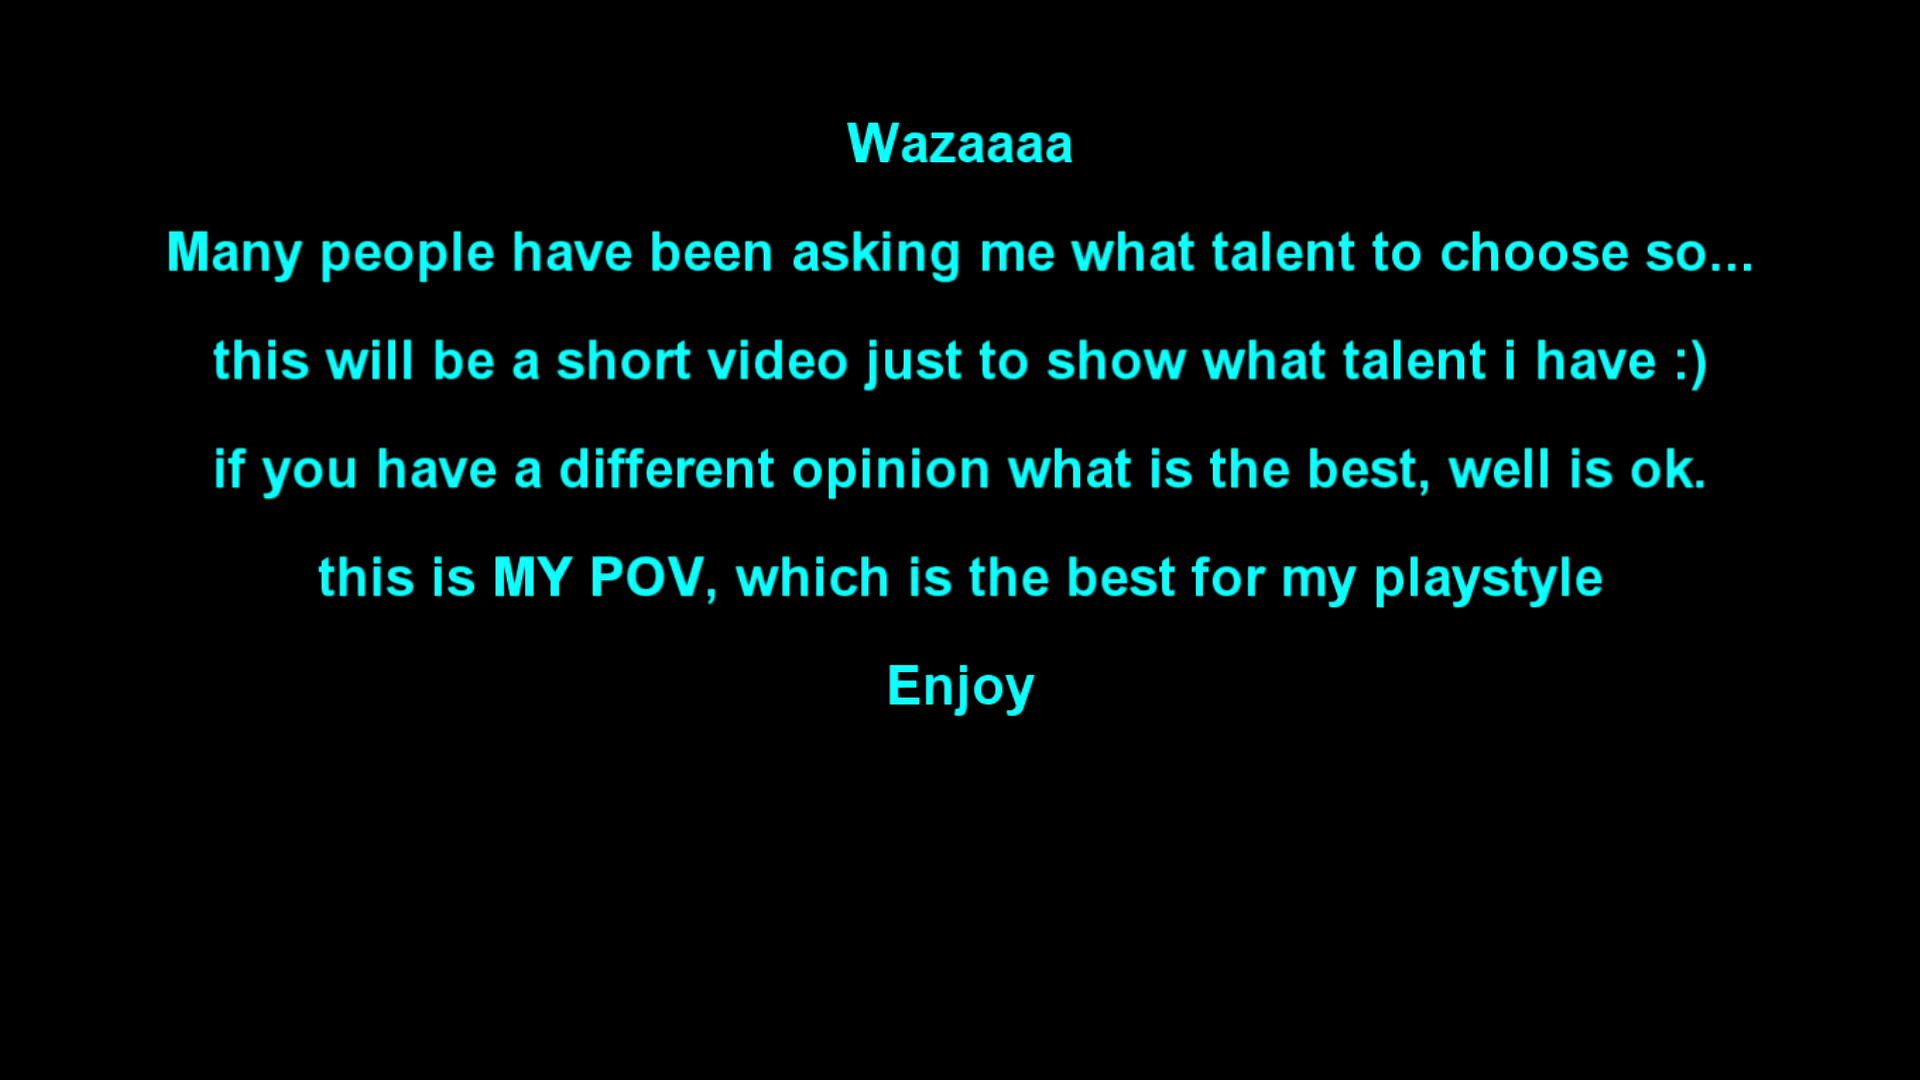 Wazaaaa
Many people have been asking me what talent to choose so...
this will be a short video just to show what talent i have :)
if you have a different opinion what is the best, well is ok.
this is MY POV, which is the best for my playstyle
Enjoy